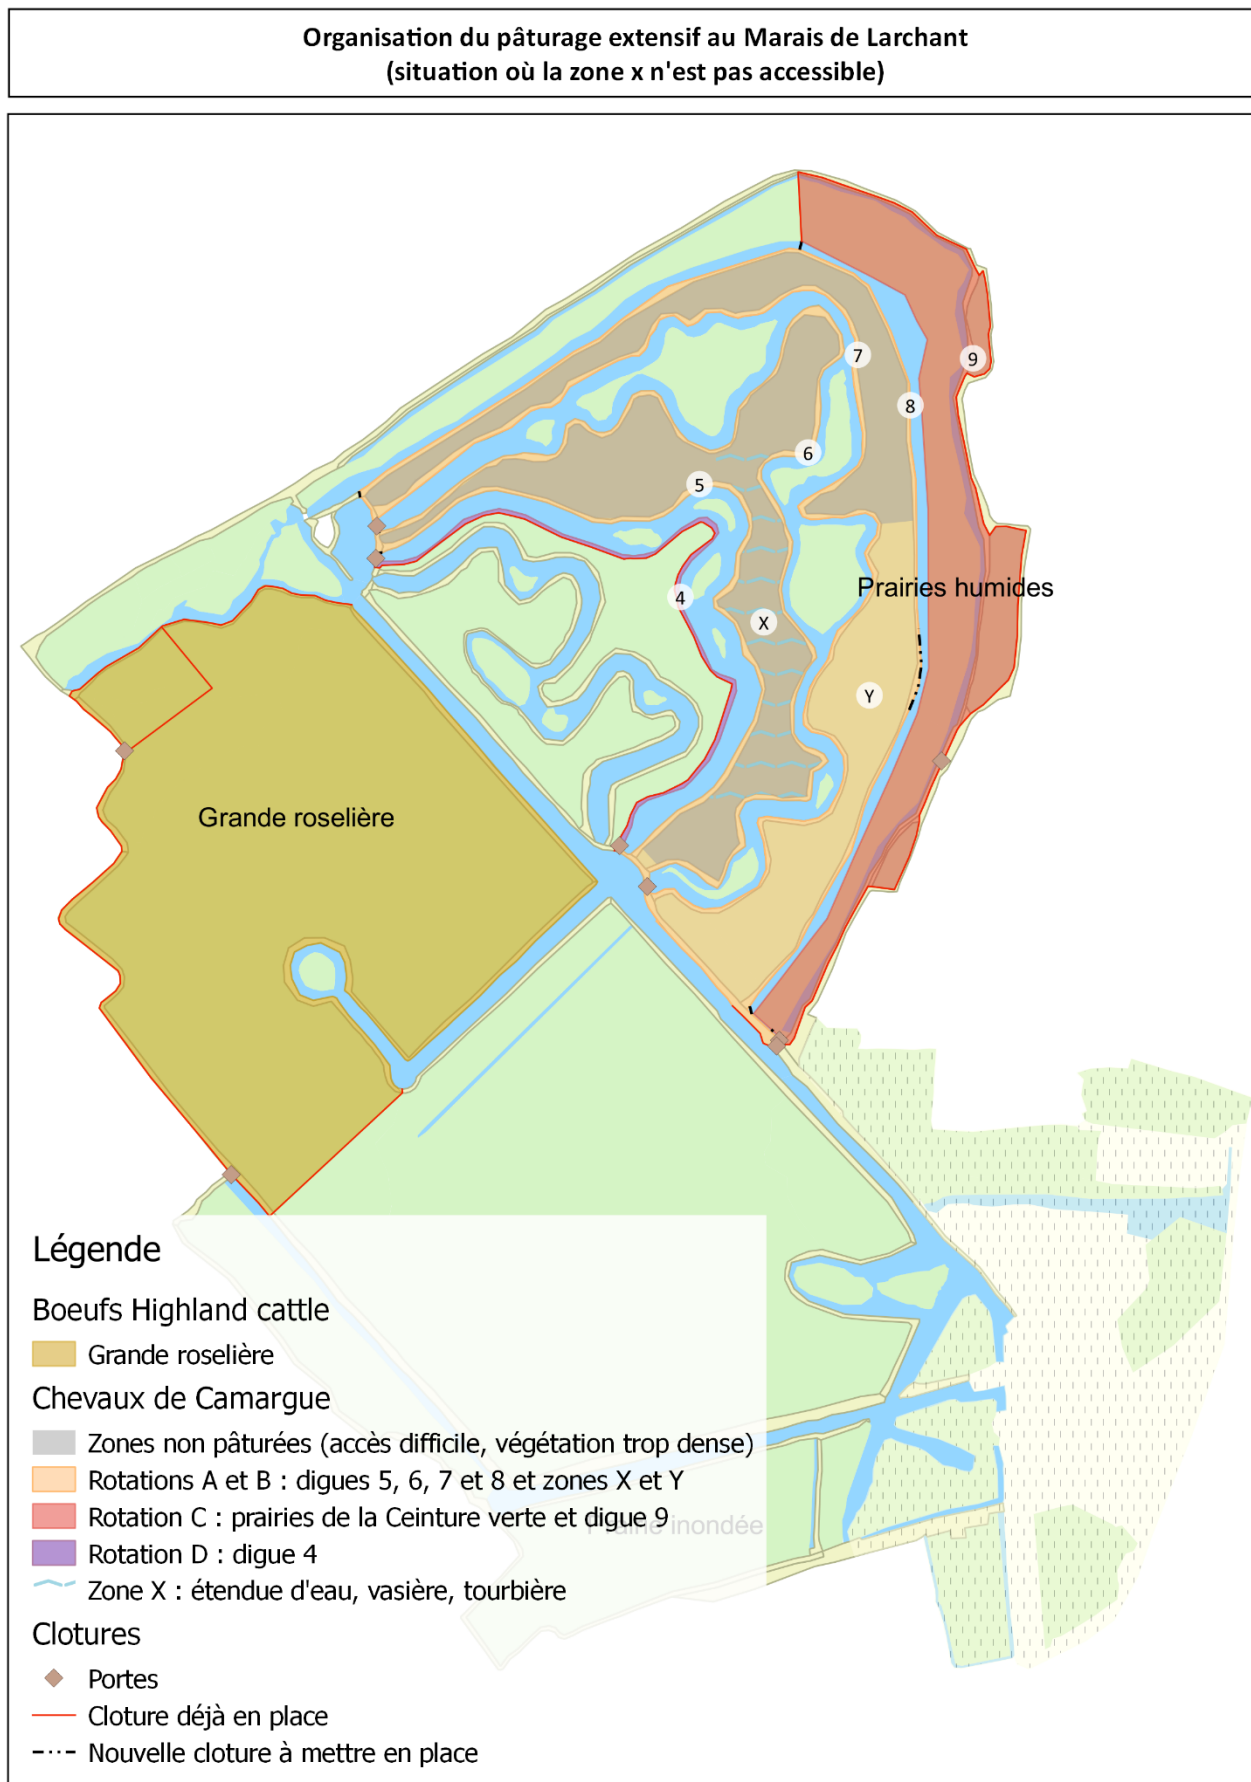 Organisation du pâturage extensif au Marais de Larchant
(situation où la zone x n'est pas accessible)
7
9
8
6
5
Prairies humides
4
X
Y
Grande roselière
Légende
Boeufs Highland cattle
Grande roselière
Chevaux de Camargue
Zones non pâturées (accès difficile, végétation trop dense)
Rotations A et B : digues 5, 6, 7 et 8 et zones X et Y
Rotation C : prairies de la Ceinture verte et digue 9
Prairie inondée
Rotation D : digue 4
Zone X : étendue d'eau, vasière, tourbière
Clotures
Portes
Cloture déjà en place
Nouvelle cloture à mettre en place